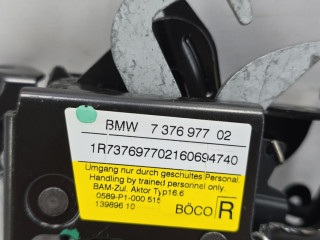 BMW 7 376 977 02
1R737697702160694740
Umgang nur durch geschultes Personal
Handling by trained personnel only.
BAM-Zul. Aktor Typ16.6
0589-P1-000 515
139896 10
BÖCO R